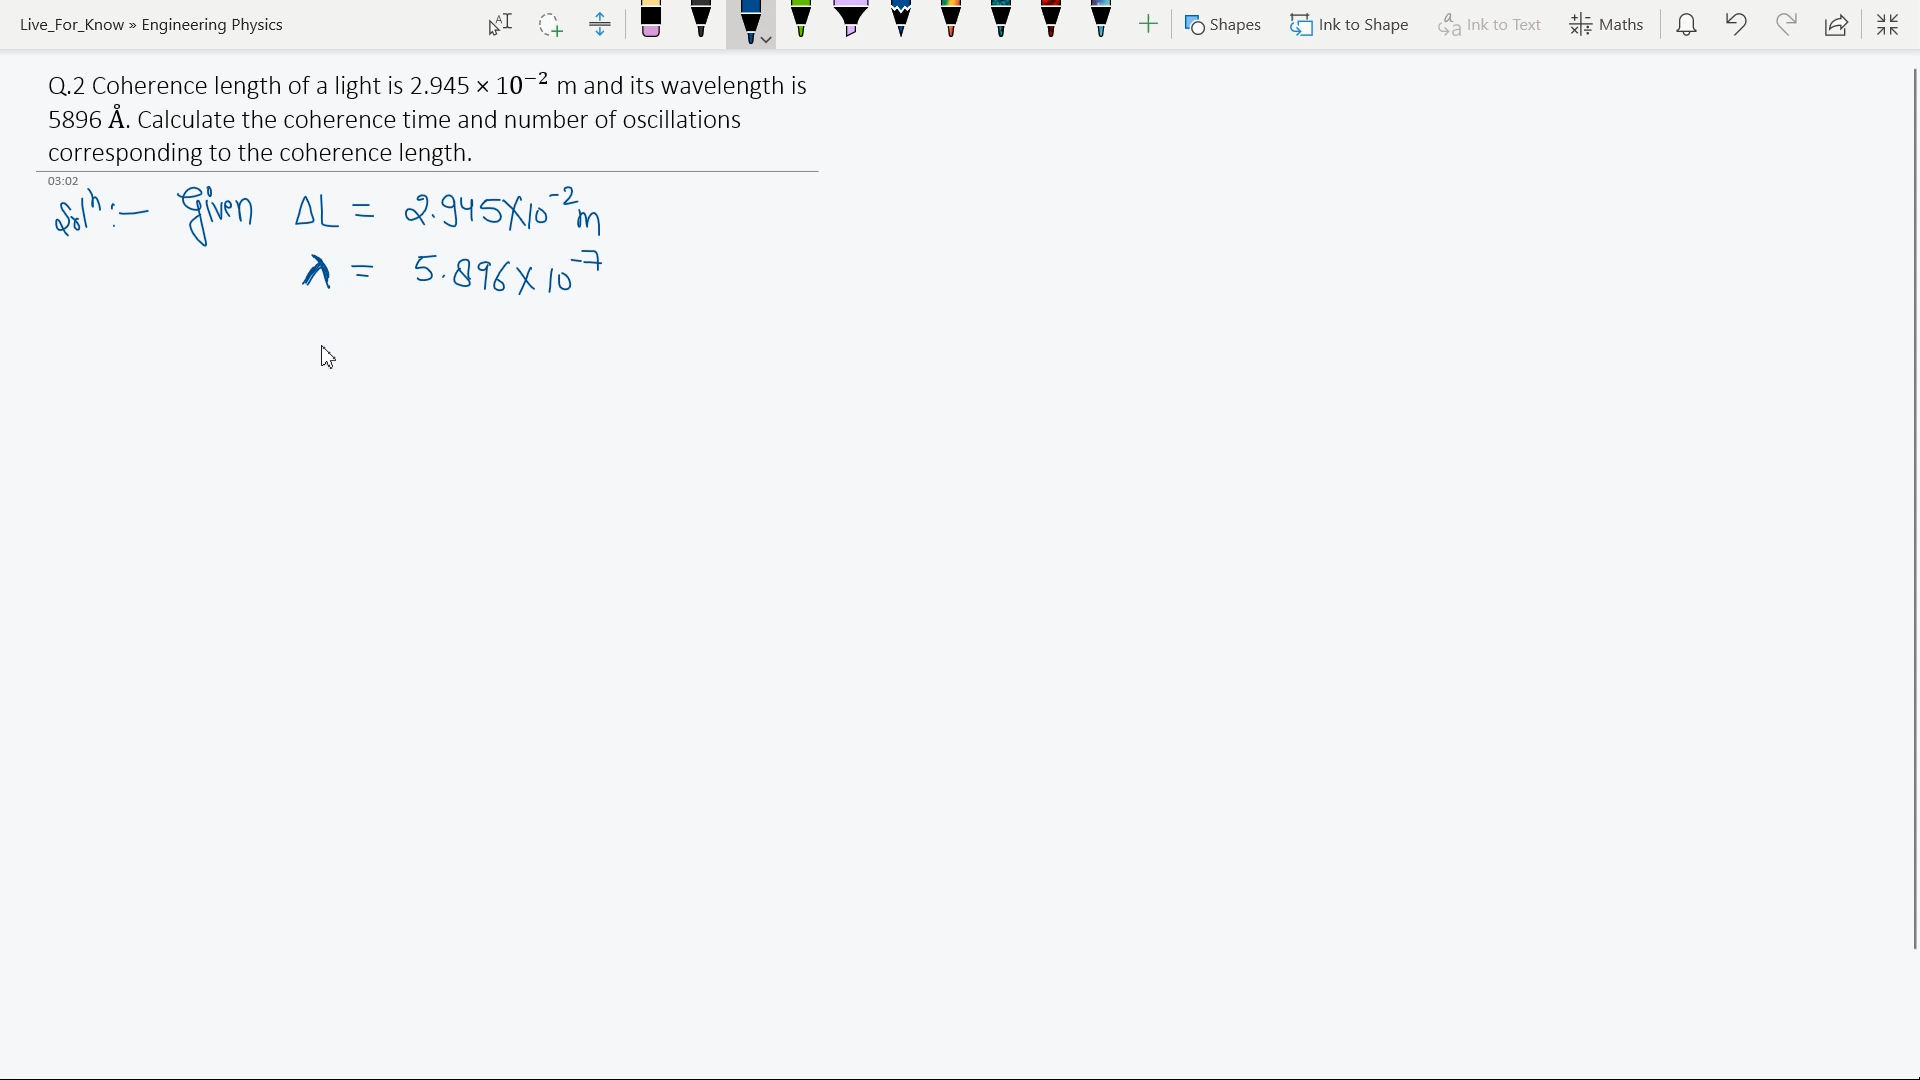 Live_For_Know » Engineering Physics
Shapes Ink to Shape Ink to Text Maths
Q.2 Coherence length of a light is 2.945 × 10⁻² m and its wavelength is
5896 Å. Calculate the coherence time and number of oscillations
corresponding to the coherence length.
03:02
Solⁿ:— Given ΔL = 2.945×10⁻² m
λ = 5.896×10⁻⁷